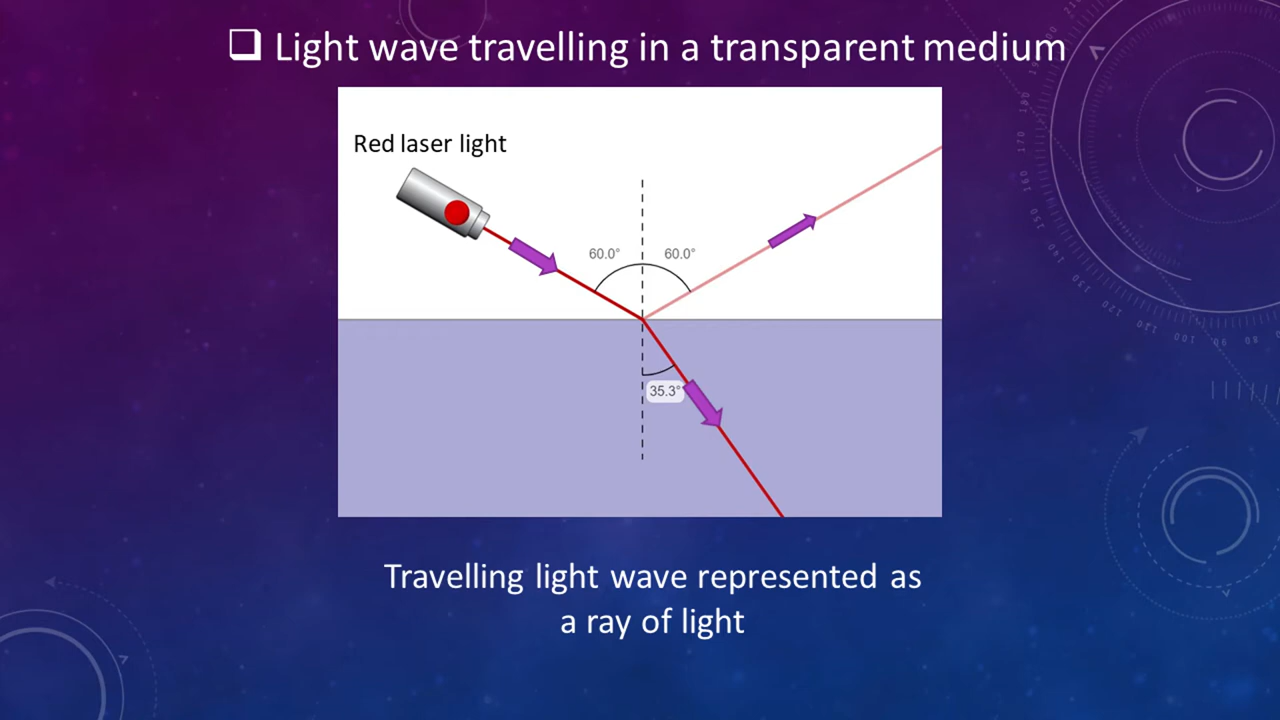 ❑ Light wave travelling in a transparent medium
Red laser light
60.0° 60.0°
35.3°
Travelling light wave represented as
a ray of light